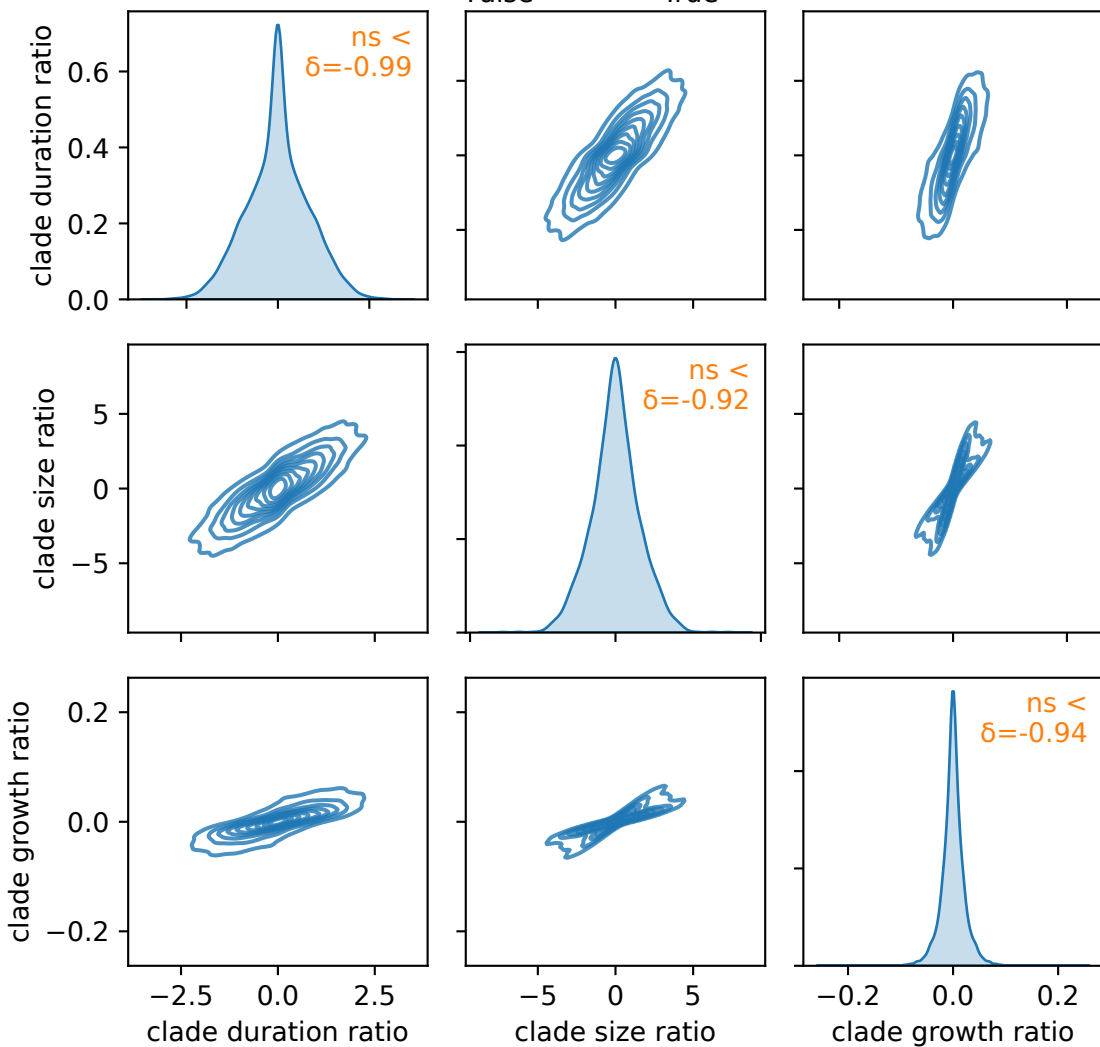 False True
clade duration ratio
0.6
0.4
0.2
0.0
ns <
δ=-0.99
clade size ratio
5
0
−5
ns <
δ=-0.92
clade growth ratio
0.2
0.0
−0.2
ns <
δ=-0.94
−2.5 0.0 2.5
clade duration ratio
−5 0 5
clade size ratio
−0.2 0.0 0.2
clade growth ratio